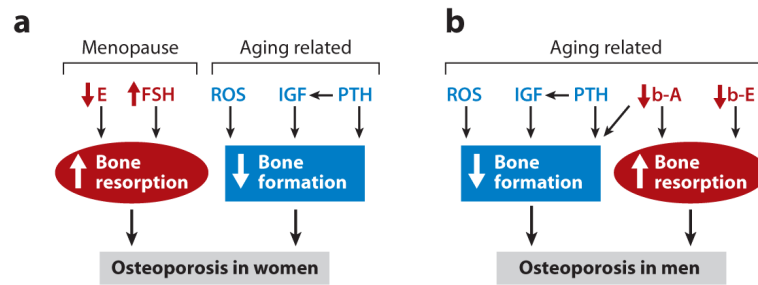 a
Menopause
Aging related
E
FSH
ROS
IGF
PTH
Bone
resorption
Bone
formation
Osteoporosis in women
b
Aging related
ROS
IGF
PTH
b-A
b-E
Bone
formation
Bone
resorption
Osteoporosis in men